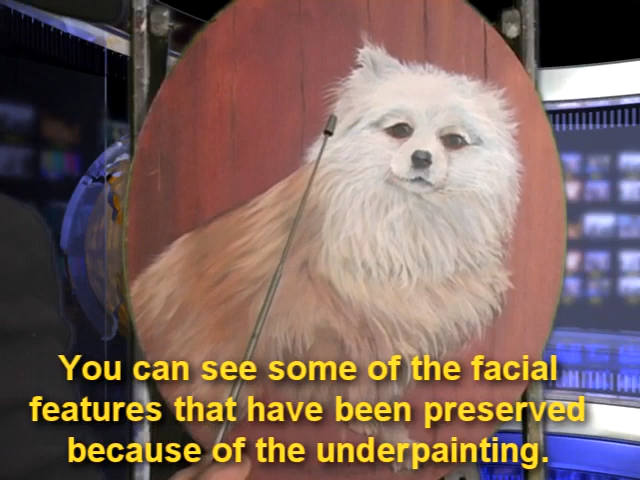 You can see some of the facial
features that have been preserved
because of the underpainting.